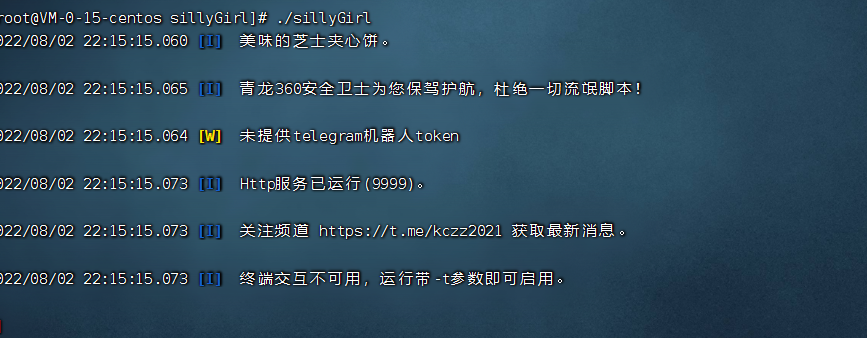 root@VM-0-15-centos sillyGirl]# ./sillyGirl
022/08/02 22:15:15.060 [I] 美味的芝士夹心饼。
022/08/02 22:15:15.065 [I] 青龙360安全卫士为您保驾护航，杜绝一切流氓脚本！
022/08/02 22:15:15.064 [W] 未提供telegram机器人token
022/08/02 22:15:15.073 [I] Http服务已运行(9999)。
022/08/02 22:15:15.073 [I] 关注频道 https://t.me/kczz2021 获取最新消息。
022/08/02 22:15:15.073 [I] 终端交互不可用，运行带-t参数即可启用。